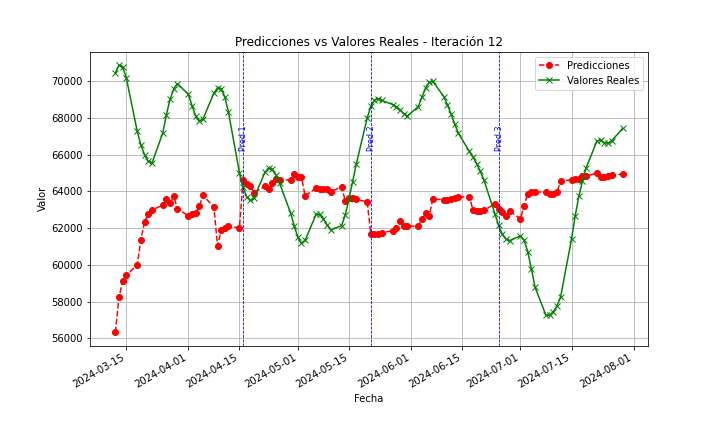 Predicciones vs Valores Reales - Iteración 12
Predicciones
Valores Reales
Valor
70000
68000
66000
64000
62000
60000
58000
56000
Pred 1
Pred 2
Pred 3
2024-03-15
2024-04-01
2024-04-15
2024-05-01
2024-05-15
2024-06-01
2024-06-15
2024-07-01
2024-07-15
2024-08-01
Fecha